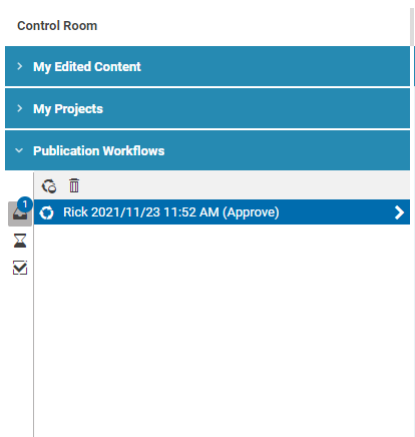 Control Room
My Edited Content
My Projects
Publication Workflows
1
Rick 2021/11/23 11:52 AM (Approve)